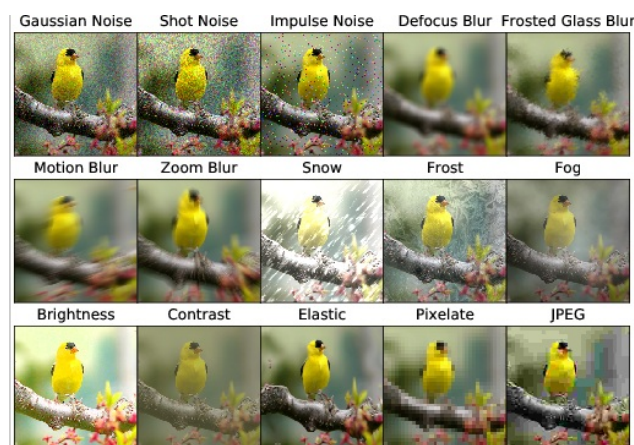 Gaussian Noise Shot Noise Impulse Noise Defocus Blur Frosted Glass Blur
Motion Blur Zoom Blur Snow Frost Fog
Brightness Contrast Elastic Pixelate JPEG